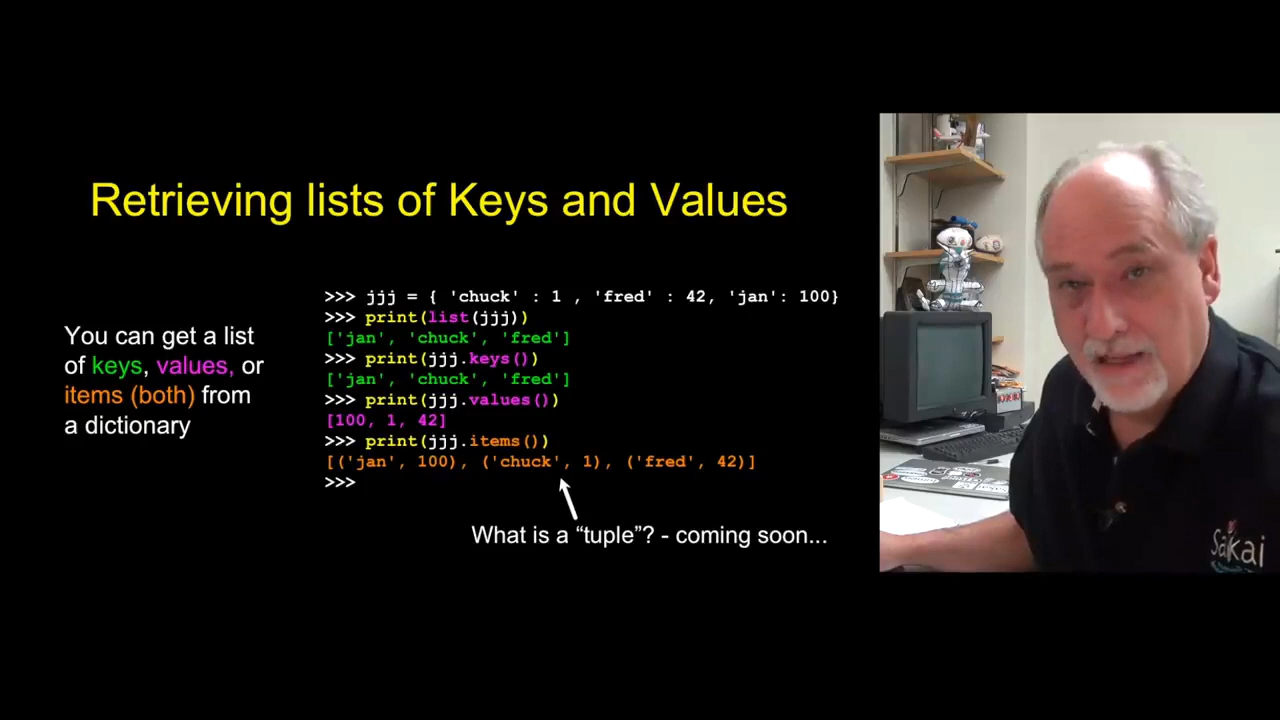 Retrieving lists of Keys and Values
You can get a list
of keys, values, or
items (both) from
a dictionary
>>> jjj = { 'chuck' : 1 , 'fred' : 42, 'jan': 100}
>>> print(list(jjj))
['jan', 'chuck', 'fred']
>>> print(jjj.keys())
['jan', 'chuck', 'fred']
>>> print(jjj.values())
[100, 1, 42]
>>> print(jjj.items())
[('jan', 100), ('chuck', 1), ('fred', 42)]
>>>
What is a “tuple”? - coming soon...
Sakai